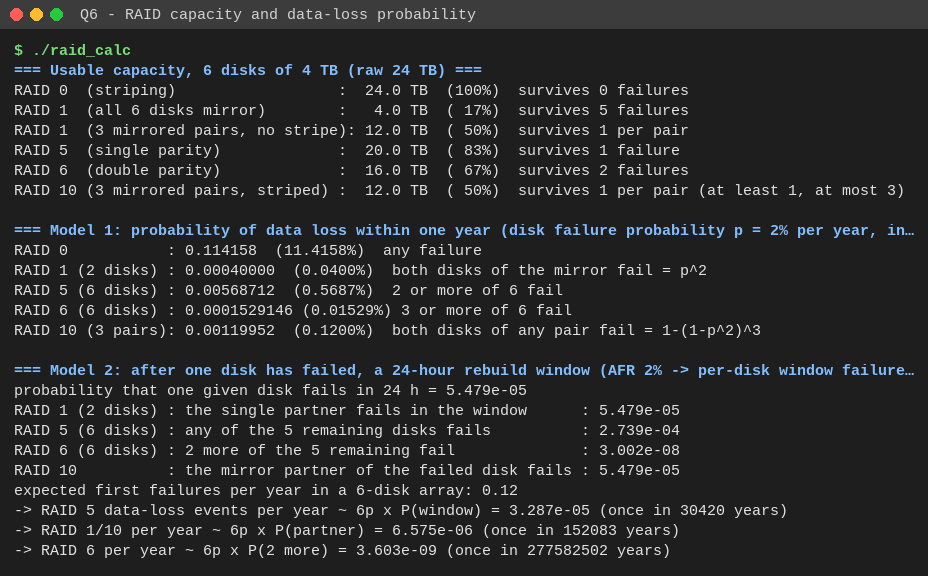 Q6 - RAID capacity and data-loss probability
$ ./raid_calc
=== Usable capacity, 6 disks of 4 TB (raw 24 TB) ===
RAID 0  (striping)                  :  24.0 TB  (100%)  survives 0 failures
RAID 1  (all 6 disks mirror)        :   4.0 TB  ( 17%)  survives 5 failures
RAID 1  (3 mirrored pairs, no stripe): 12.0 TB  ( 50%)  survives 1 per pair
RAID 5  (single parity)             :  20.0 TB  ( 83%)  survives 1 failure
RAID 6  (double parity)             :  16.0 TB  ( 67%)  survives 2 failures
RAID 10 (3 mirrored pairs, striped) :  12.0 TB  ( 50%)  survives 1 per pair (at least 1, at most 3)
=== Model 1: probability of data loss within one year (disk failure probability p = 2% per year, in…
RAID 0           : 0.114158  (11.4158%)  any failure
RAID 1 (2 disks) : 0.00040000  (0.0400%)  both disks of the mirror fail = p^2
RAID 5 (6 disks) : 0.00568712  (0.5687%)  2 or more of 6 fail
RAID 6 (6 disks) : 0.0001529146 (0.01529%) 3 or more of 6 fail
RAID 10 (3 pairs): 0.00119952  (0.1200%)  both disks of any pair fail = 1-(1-p^2)^3
=== Model 2: after one disk has failed, a 24-hour rebuild window (AFR 2% -> per-disk window failure…
probability that one given disk fails in 24 h = 5.479e-05
RAID 1 (2 disks) : the single partner fails in the window      : 5.479e-05
RAID 5 (6 disks) : any of the 5 remaining disks fails          : 2.739e-04
RAID 6 (6 disks) : 2 more of the 5 remaining fail              : 3.002e-08
RAID 10          : the mirror partner of the failed disk fails : 5.479e-05
expected first failures per year in a 6-disk array: 0.12
-> RAID 5 data-loss events per year ~ 6p x P(window) = 3.287e-05 (once in 30420 years)
-> RAID 1/10 per year ~ 6p x P(partner) = 6.575e-06 (once in 152083 years)
-> RAID 6 per year ~ 6p x P(2 more) = 3.603e-09 (once in 277582502 years)